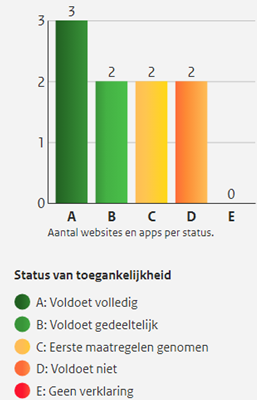 3
3
2
2
2
2
1
0
0
A B C D E
Aantal websites en apps per status.
Status van toegankelijkheid
A: Voldoet volledig
B: Voldoet gedeeltelijk
C: Eerste maatregelen genomen
D: Voldoet niet
E: Geen verklaring